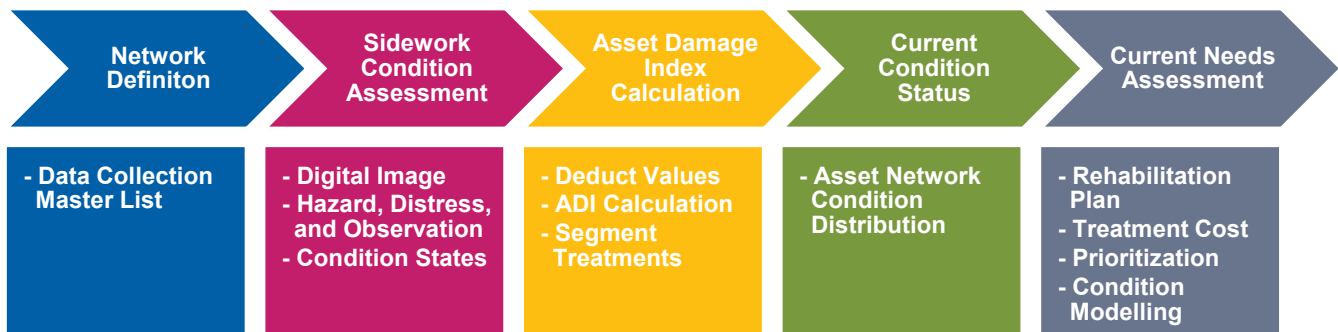 Network
Definiton
Sidework
Condition
Assessment
Asset Damage
Index
Calculation
Current
Condition
Status
Current Needs
Assessment
- Data Collection
Master List
- Digital Image
- Hazard, Distress,
and Observation
- Condition States
- Deduct Values
- ADI Calculation
- Segment
Treatments
- Asset Network
Condition
Distribution
- Rehabilitation
Plan
- Treatment Cost
- Prioritization
- Condition
Modelling